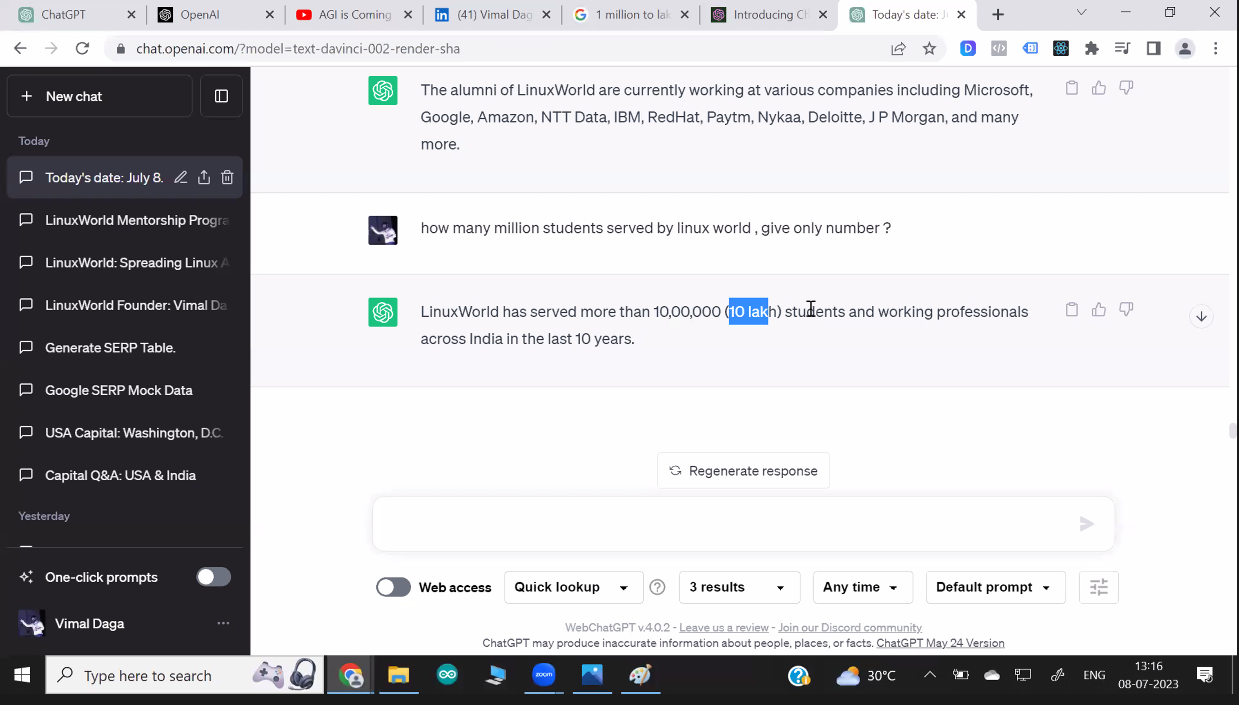 ChatGPT
OpenAI
AGI is Coming
(41) Vimal Dag
1 million to lak
Introducing Ch
Today's date: J
chat.openai.com/?model=text-davinci-002-render-sha
New chat
Today
Today's date: July 8.
LinuxWorld Mentorship Progra
LinuxWorld: Spreading Linux A
LinuxWorld Founder: Vimal Da
Generate SERP Table.
Google SERP Mock Data
USA Capital: Washington, D.C.
Capital Q&A: USA & India
Yesterday
One-click prompts
Vimal Daga
The alumni of LinuxWorld are currently working at various companies including Microsoft,
Google, Amazon, NTT Data, IBM, RedHat, Paytm, Nykaa, Deloitte, J P Morgan, and many
more.
how many million students served by linux world , give only number ?
LinuxWorld has served more than 10,00,000 (10 lakh) students and working professionals
across India in the last 10 years.
Regenerate response
Web access
Quick lookup
3 results
Any time
Default prompt
WebChatGPT v.4.0.2 - Leave us a review - Join our Discord community
ChatGPT may produce inaccurate information about people, places, or facts. ChatGPT May 24 Version
Type here to search
zoom
30°C
ENG
13:16
08-07-2023